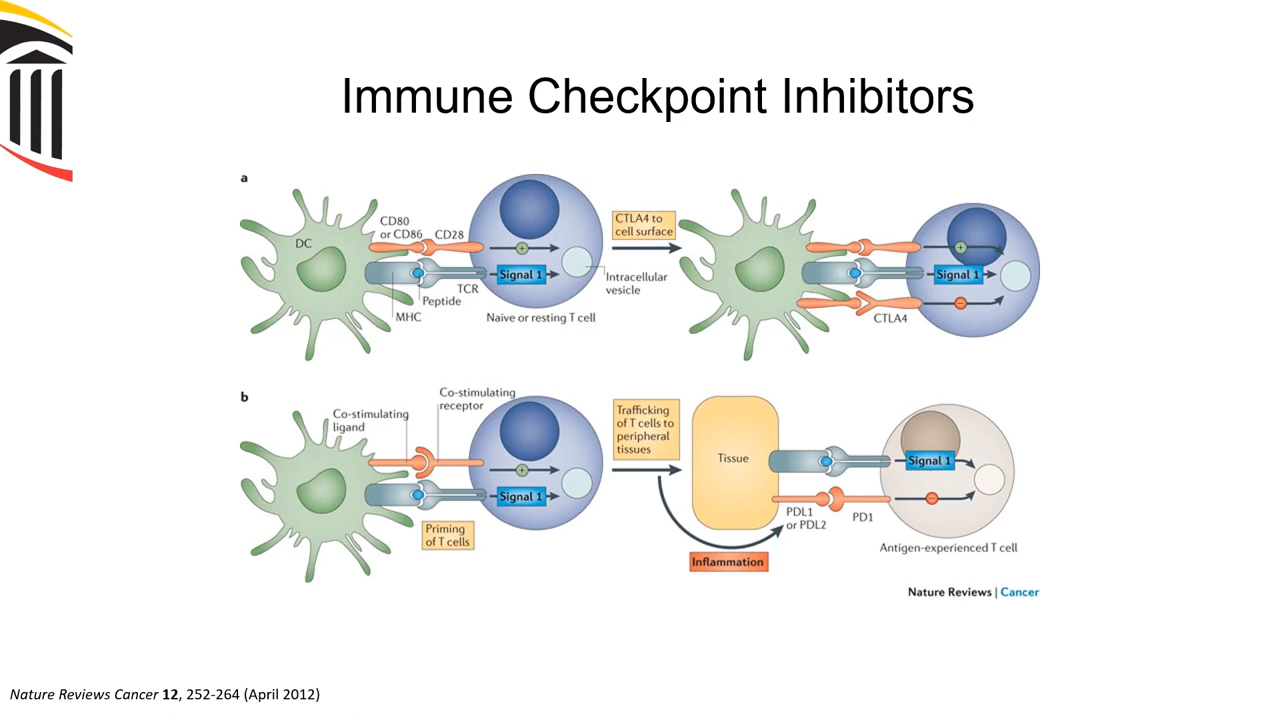 Immune Checkpoint Inhibitors
a
DC
CD80
or CD86
CD28
Signal 1
TCR
Peptide
MHC
Intracellular
vesicle
Naive or resting T cell
CTLA4 to
cell surface
Signal 1
CTLA4
b
Co-stimulating
ligand
Co-stimulating
receptor
Signal 1
Priming
of T cells
Trafficking
of T cells to
peripheral
tissues
Inflammation
Tissue
Signal 1
PDL1
or PDL2
PD1
Antigen-experienced T cell
Nature Reviews | Cancer
Nature Reviews Cancer 12, 252-264 (April 2012)